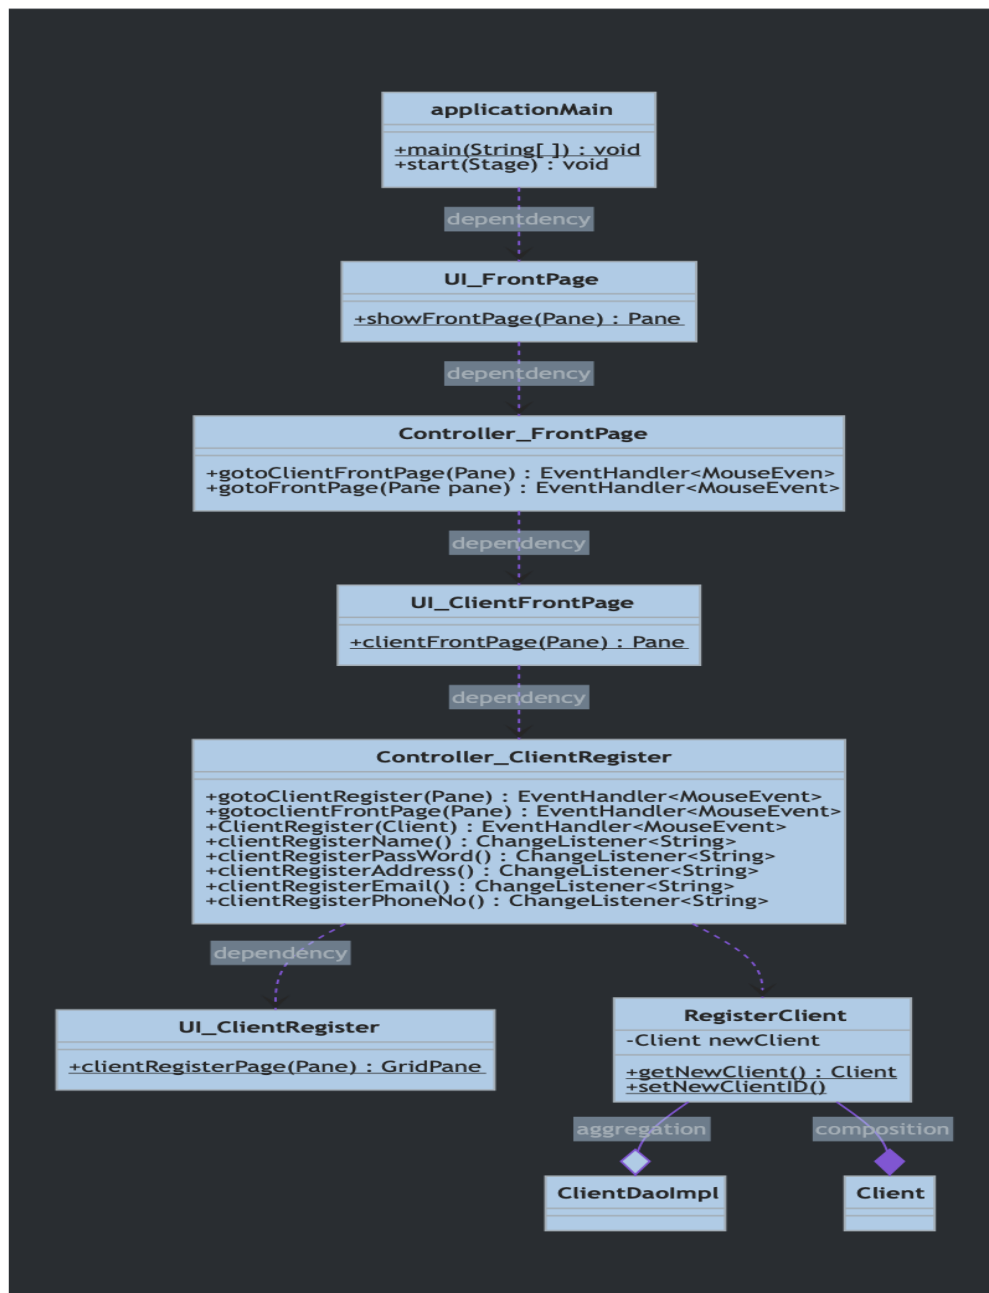 applicationMain
+main(String[ ]) : void
+start(Stage) : void
depentdency
UI_FrontPage
+showFrontPage(Pane) : Pane
depentdency
Controller_FrontPage
+gotoClientFrontPage(Pane) : EventHandler<MouseEven>
+gotoFrontPage(Pane pane) : EventHandler<MouseEvent>
dependency
UI_ClientFrontPage
+clientFrontPage(Pane) : Pane
dependency
Controller_ClientRegister
+gotoClientRegister(Pane) : EventHandler<MouseEvent>
+gotoclientFrontPage(Pane) : EventHandler<MouseEvent>
+ClientRegister(Client) : EventHandler<MouseEvent>
+clientRegisterName() : ChangeListener<String>
+clientRegisterPassWord() : ChangeListener<String>
+clientRegisterAddress() : ChangeListener<String>
+clientRegisterEmail() : ChangeListener<String>
+clientRegisterPhoneNo() : ChangeListener<String>
dependency
UI_ClientRegister
+clientRegisterPage(Pane) : GridPane
RegisterClient
-Client newClient
+getNewClient() : Client
+setNewClientID()
aggregation
composition
ClientDaoImpl
Client